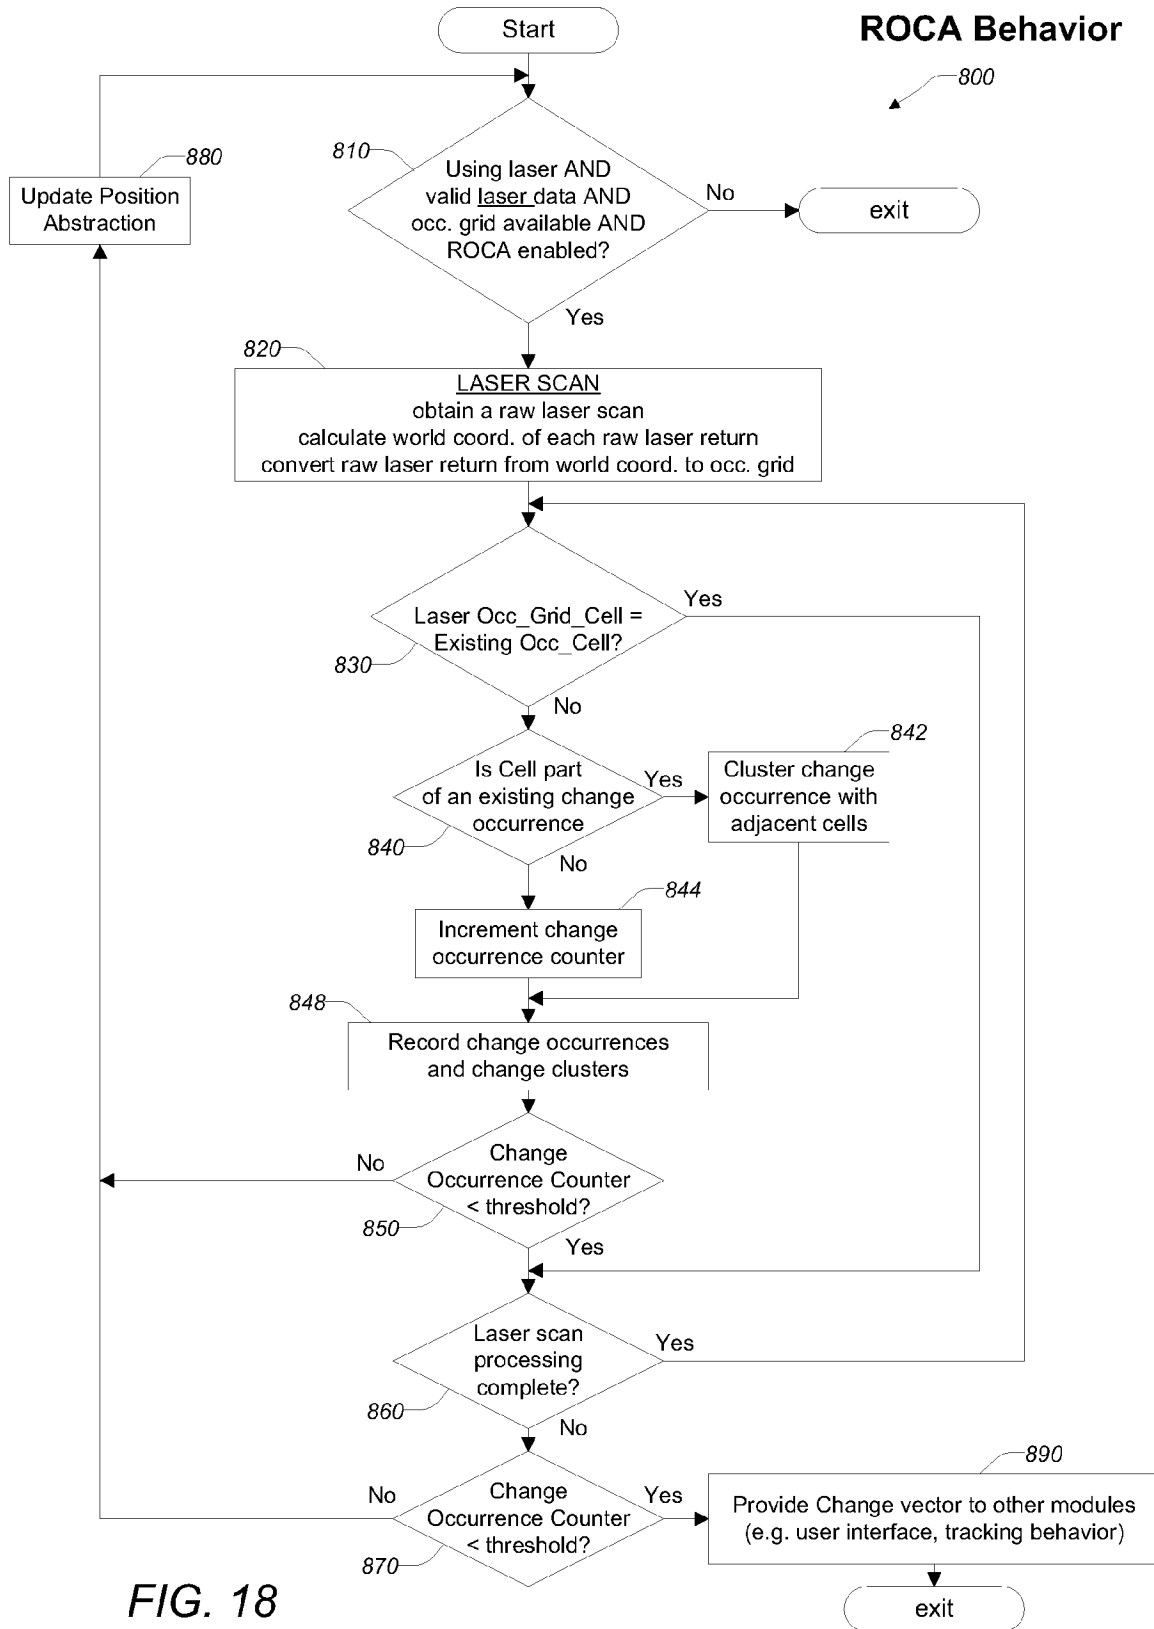 Start
ROCA Behavior
800
880
Update Position
Abstraction
810
Using laser AND
valid laser data AND
occ. grid available AND
ROCA enabled?
No
exit
Yes
820
LASER SCAN
obtain a raw laser scan
calculate world coord. of each raw laser return
convert raw laser return from world coord. to occ. grid
Laser Occ_Grid_Cell =
Existing Occ_Cell?
Yes
830
No
Is Cell part
of an existing change
occurrence
Yes
840
No
842
Cluster change
occurrence with
adjacent cells
844
Increment change
occurrence counter
848
Record change occurrences
and change clusters
Change
Occurrence Counter
< threshold?
No
850
Yes
Laser scan
processing
complete?
Yes
860
No
Change
Occurrence Counter
< threshold?
No
Yes
870
890
Provide Change vector to other modules
(e.g. user interface, tracking behavior)
exit
FIG. 18